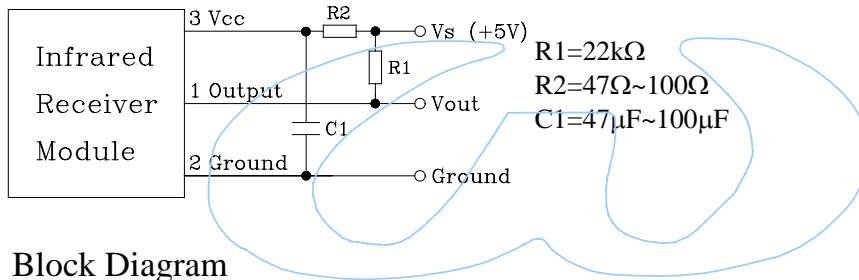 3 Vcc
R2
Vs (+5V)
R1=22kΩ
Infrared
R1
R2=47Ω~100Ω
Receiver
1 Output
Vout
C1=47μF~100μF
C1
Module
2 Ground
Ground
Block Diagram